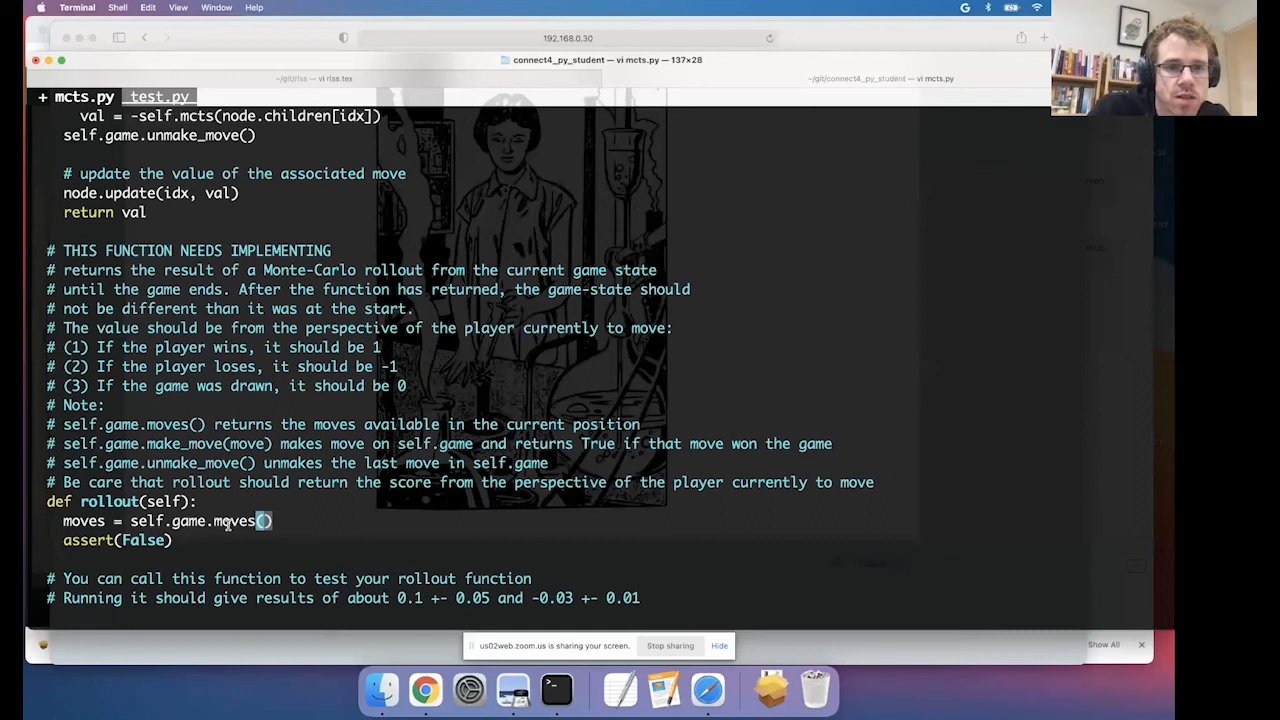 Terminal Shell Edit View Window Help
192.168.0.30
connect4_py_student — vi mcts.py — 137×28
~/git/rlss — vi rlss.tex
~/git/connect4_py_student — vi mcts.py
+ mcts.py test.py
val = -self.mcts(node.children[idx])
self.game.unmake_move()
# update the value of the associated move
node.update(idx, val)
return val
# THIS FUNCTION NEEDS IMPLEMENTING
# returns the result of a Monte-Carlo rollout from the current game state
# until the game ends. After the function has returned, the game-state should
# not be different than it was at the start.
# The value should be from the perspective of the player currently to move:
# (1) If the player wins, it should be 1
# (2) If the player loses, it should be -1
# (3) If the game was drawn, it should be 0
# Note:
# self.game.moves() returns the moves available in the current position
# self.game.make_move(move) makes move on self.game and returns True if that move won the game
# self.game.unmake_move() unmakes the last move in self.game
# Be care that rollout should return the score from the perspective of the player currently to move
def rollout(self):
moves = self.game.moves()
assert(False)
# You can call this function to test your rollout function
# Running it should give results of about 0.1 +- 0.05 and -0.03 +- 0.01
us02web.zoom.us is sharing your screen.
Stop sharing
Hide
Show All